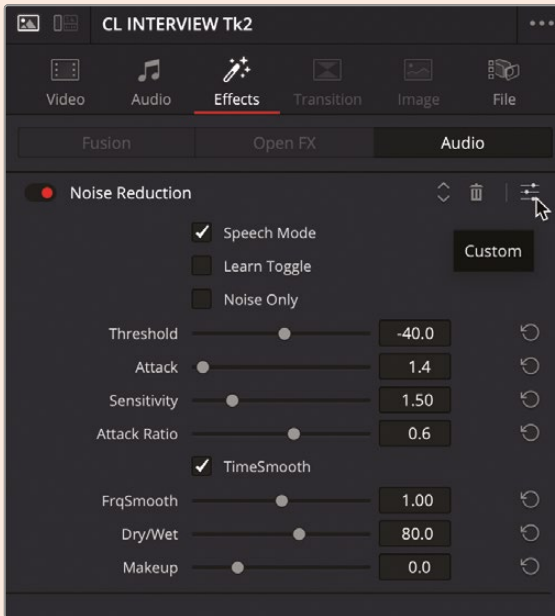 CL INTERVIEW Tk2
Video Audio Effects Transition Image File
Fusion Open FX Audio
Noise Reduction
Speech Mode
Custom
Learn Toggle
Noise Only
Threshold -40.0
Attack 1.4
Sensitivity 1.50
Attack Ratio 0.6
TimeSmooth
FrqSmooth 1.00
Dry/Wet 80.0
Makeup 0.0